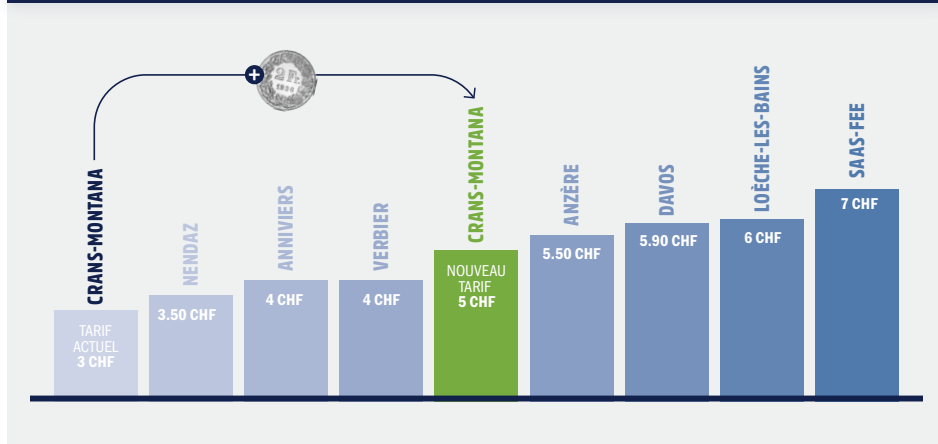 +
2 Fr.
CRANS-MONTANA
TARIF
ACTUEL
3 CHF
NENDAZ
3.50 CHF
ANNIVIERS
4 CHF
VERBIER
4 CHF
CRANS-MONTANA
NOUVEAU
TARIF
5 CHF
ANZÈRE
5.50 CHF
DAVOS
5.90 CHF
LOÈCHE-LES-BAINS
6 CHF
SAAS-FEE
7 CHF